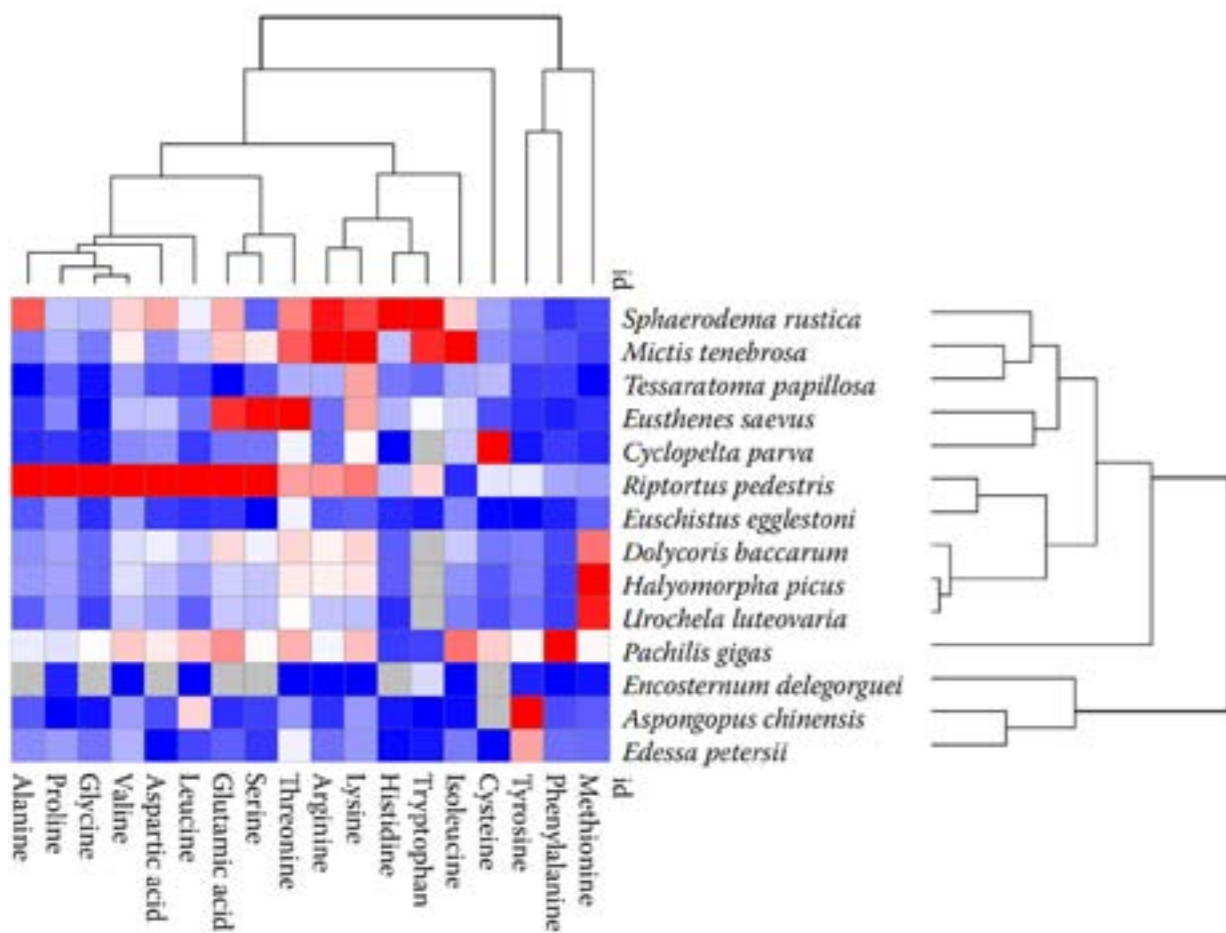 id
Sphaerodema rustica
Mictis tenebrosa
Tessaratoma papillosa
Eusthenes saevus
Cyclopelta parva
Riptortus pedestris
Euschistus egglestoni
Dolycoris baccarum
Halyomorpha picus
Urochela luteovaria
Pachilis gigas
Encosternum delegorguei
Aspongopus chinensis
Edessa petersii
id
Alanine
Proline
Glycine
Valine
Aspartic acid
Leucine
Glutamic acid
Serine
Threonine
Arginine
Lysine
Histidine
Tryptophan
Isoleucine
Cysteine
Tyrosine
Phenylalanine
Methionine